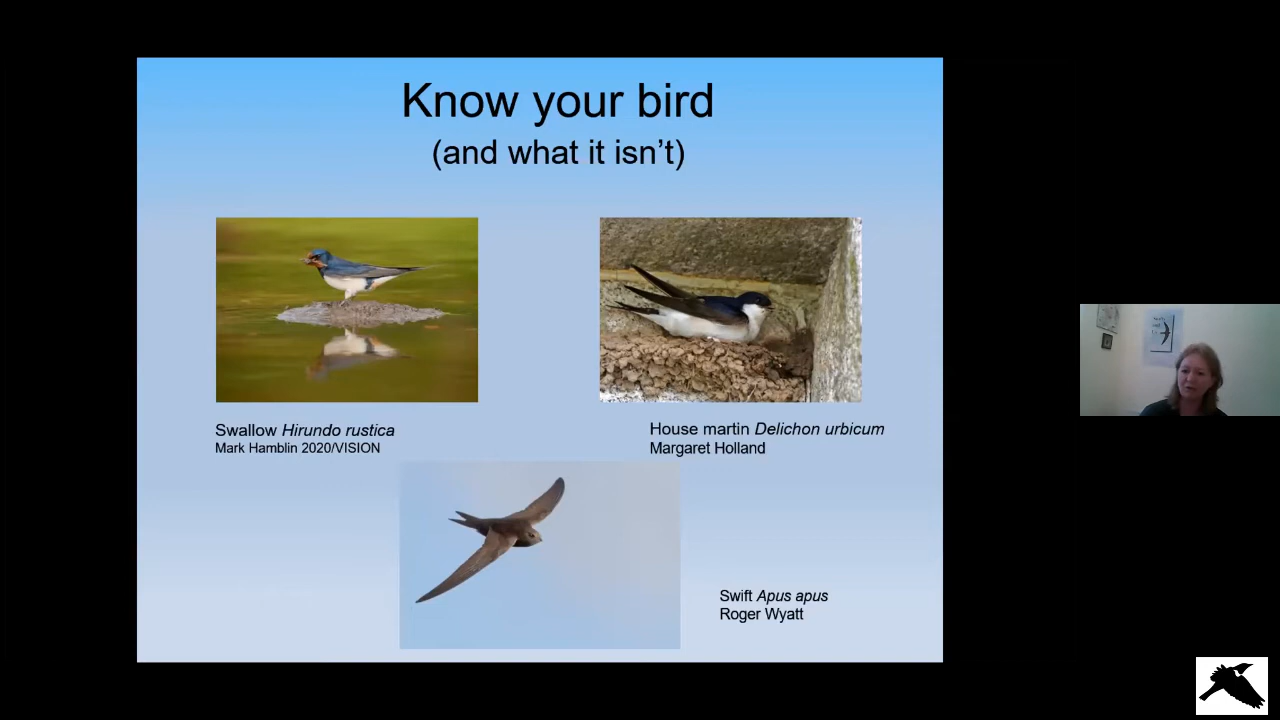 Know your bird
(and what it isn’t)
Swallow Hirundo rustica
Mark Hamblin 2020/VISION
House martin Delichon urbicum
Margaret Holland
Swift Apus apus
Roger Wyatt